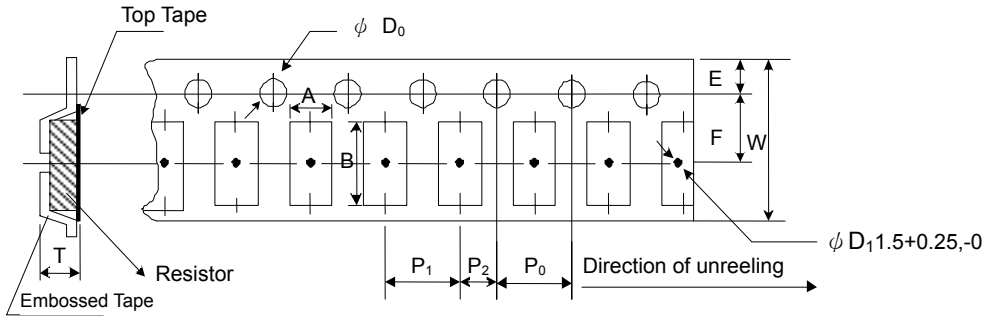 Top Tape
ϕ D₀
A
E
F
W
B
ϕ D₁1.5+0.25,-0
T
P₁
P₂
P₀
Direction of unreeling
Resistor
Embossed Tape